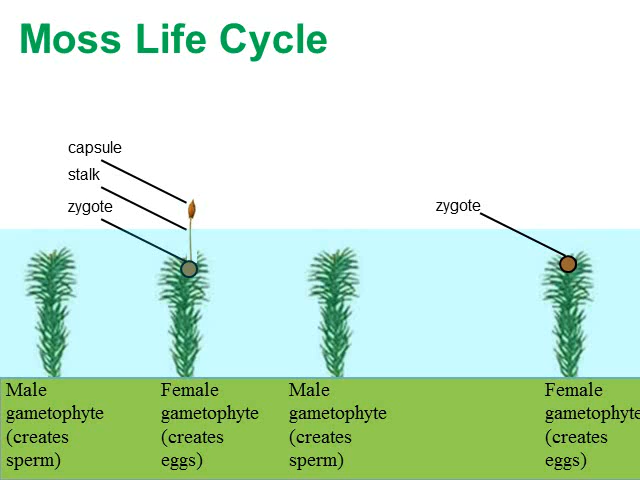 Moss Life Cycle
capsule
stalk
zygote
zygote
Male
gametophyte
(creates
sperm)
Female
gametophyte
(creates
eggs)
Male
gametophyte
(creates
sperm)
Female
gametophyte
(creates
eggs)